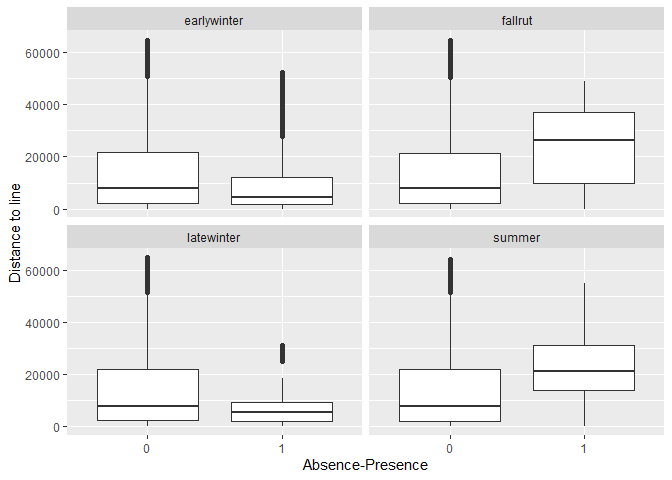 earlywinter
fallrut
60000
40000
20000
0
latewinter
summer
60000
40000
20000
0
0
1
0
1
Distance to line
Absence-Presence